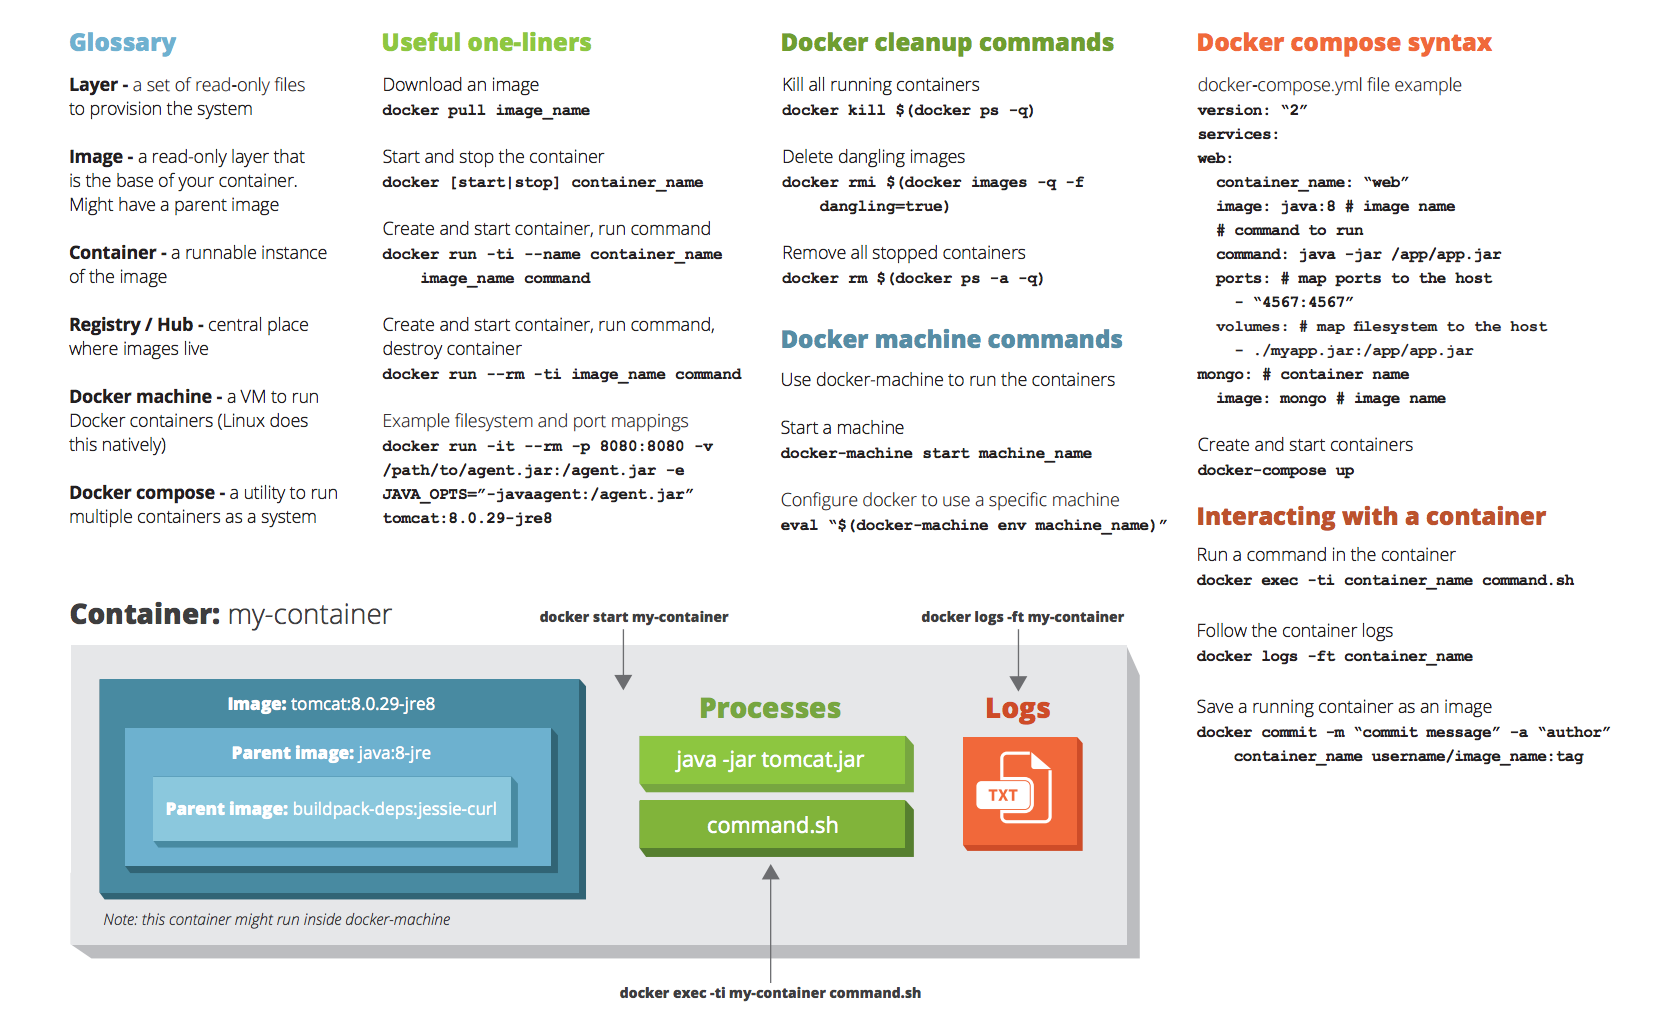 Glossary
Layer - a set of read-only files
to provision the system
Image - a read-only layer that
is the base of your container.
Might have a parent image
Container - a runnable instance
of the image
Registry / Hub - central place
where images live
Docker machine - a VM to run
Docker containers (Linux does
this natively)
Docker compose - a utility to run
multiple containers as a system
Useful one-liners
Download an image
docker pull image_name
Start and stop the container
docker [start|stop] container_name
Create and start container, run command
docker run -ti --name container_name
image_name command
Create and start container, run command,
destroy container
docker run --rm -ti image_name command
Example filesystem and port mappings
docker run -it --rm -p 8080:8080 -v
/path/to/agent.jar:/agent.jar -e
JAVA_OPTS=”-javaagent:/agent.jar”
tomcat:8.0.29-jre8
Docker cleanup commands
Kill all running containers
docker kill $(docker ps -q)
Delete dangling images
docker rmi $(docker images -q -f
dangling=true)
Remove all stopped containers
docker rm $(docker ps -a -q)
Docker machine commands
Use docker-machine to run the containers
Start a machine
docker-machine start machine_name
Configure docker to use a specific machine
eval “$(docker-machine env machine_name)”
Docker compose syntax
docker-compose.yml file example
version: “2”
services:
web:
container_name: “web”
image: java:8 # image name
# command to run
command: java -jar /app/app.jar
ports: # map ports to the host
- “4567:4567”
volumes: # map filesystem to the host
- ./myapp.jar:/app/app.jar
mongo: # container name
image: mongo # image name
Create and start containers
docker-compose up
Interacting with a container
Run a command in the container
docker exec -ti container_name command.sh
Follow the container logs
docker logs -ft container_name
Save a running container as an image
docker commit -m “commit message” -a “author”
container_name username/image_name:tag
Container: my-container
docker start my-container
docker logs -ft my-container
Image: tomcat:8.0.29-jre8
Parent image: java:8-jre
Parent image: buildpack-deps:jessie-curl
Note: this container might run inside docker-machine
Processes
java -jar tomcat.jar
command.sh
Logs
TXT
docker exec -ti my-container command.sh